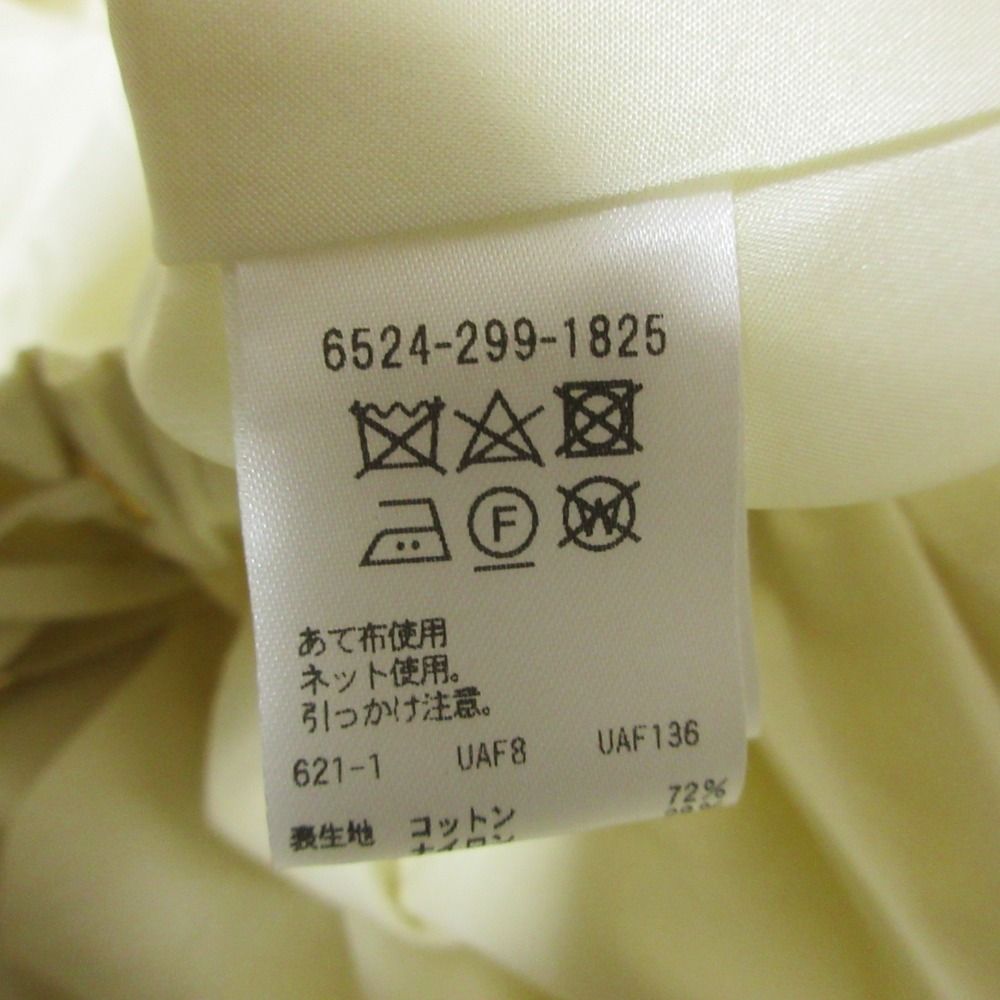 6524-299-1825
F
W
あて布使用
ネット使用。
引っかけ注意。
621-1 UAF8 UAF136
表生地 コットン 72%